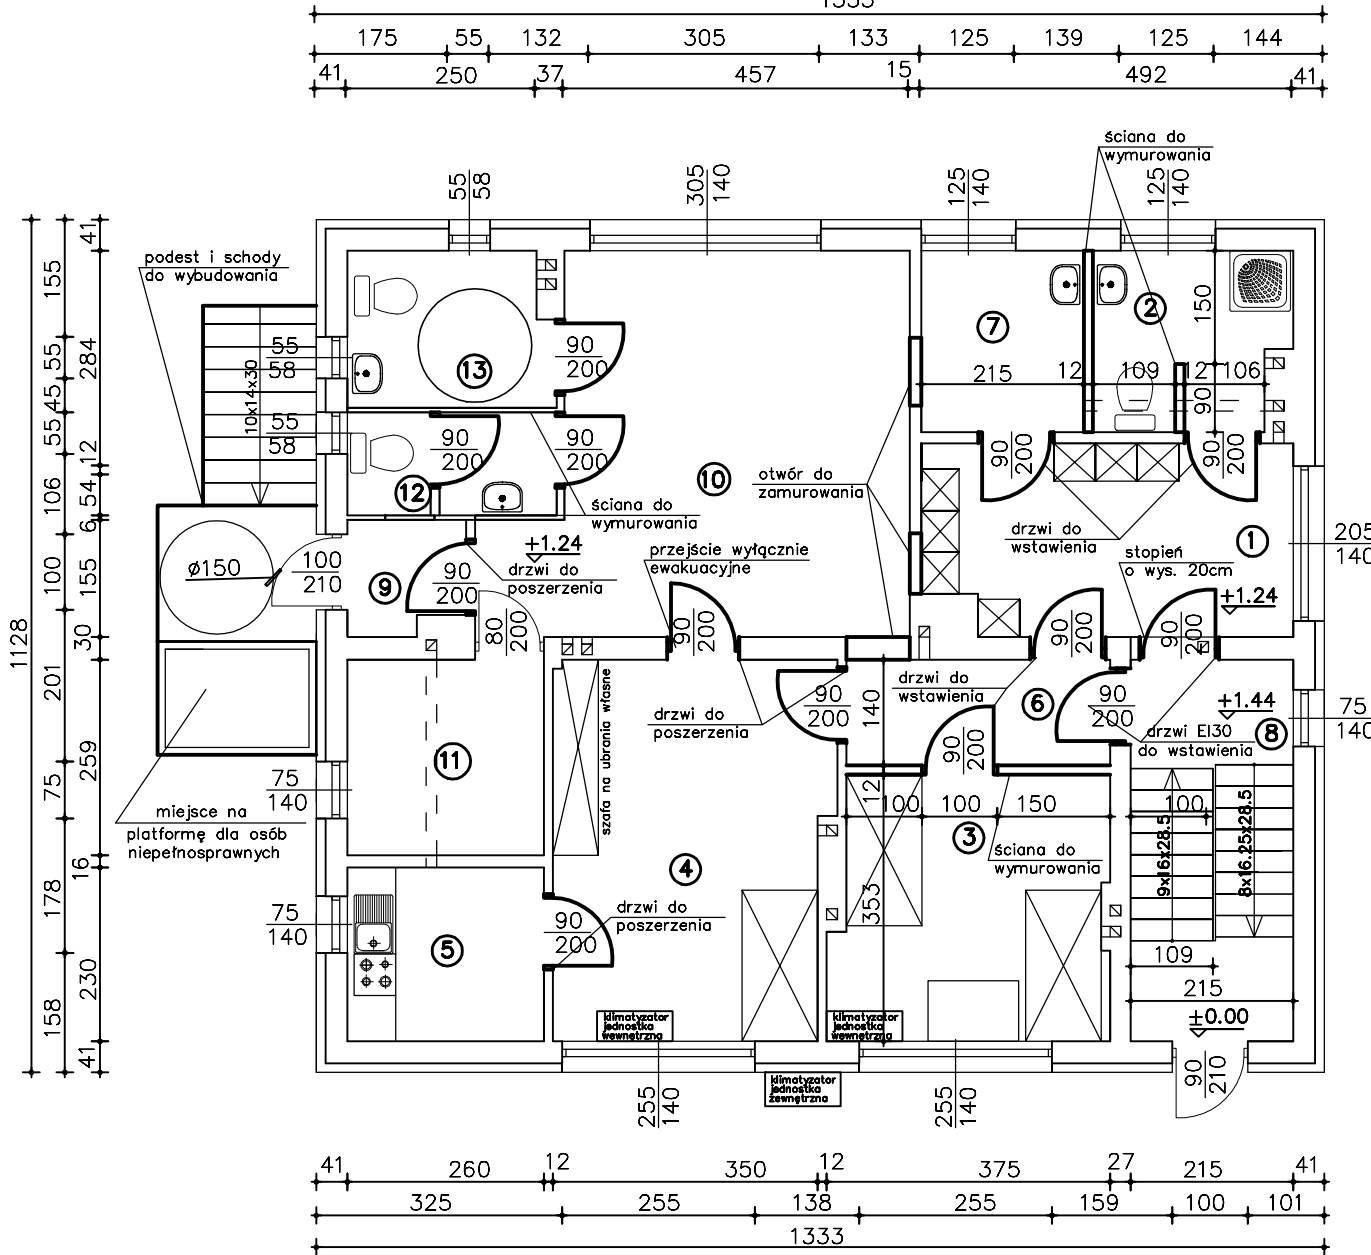 1333
175 55 132 305 133 125 139 125 144
41 250 37 457 15 492 41
ściana do
wymurowania
55
58
305
140
125
140
125
140
podest i schody
do wybudowania
1128
155 55 45 55 106 100 201 75 178 158
41 284 12 54 6 155 30 259 16 230 41
55
58
10x14x30
55
58
13
90
200
7
2
150
215 12 109 12 106
90
90
200
90
200
12
90
200
10
otwór do
zamurowania
90
200
90
200
ściana do
wymurowania
drzwi do
wstawienia
1
205
140
ø150
100
210
9
90
200
+1.24
drzwi do
poszerzenia
przejście wyłącznie
ewakuacyjne
stopień
o wys. 20cm
+1.24
80
200
90
200
90
200
90
200
szafa na ubrania własne
drzwi do
poszerzenia
90
200
140
drzwi do
wstawienia
6
90
200
+1.44
8
75
140
drzwi EI30
do wstawienia
11
90
200
75
140
miejsce na
platformę dla osób
niepełnosprawnych
12
100 100 150
100
3
ściana do
wymurowania
9x16x28.5
8x16.25x28.5
4
353
75
140
5
90
200
drzwi do
poszerzenia
109
215
±0.00
klimatyzator
jednostka
wewnętrzna
klimatyzator
jednostka
wewnętrzna
klimatyzator
jednostka
zewnętrzna
90
210
255
140
255
140
41 260 12 350 12 375 27 215 41
325 255 138 255 159 100 101
1333